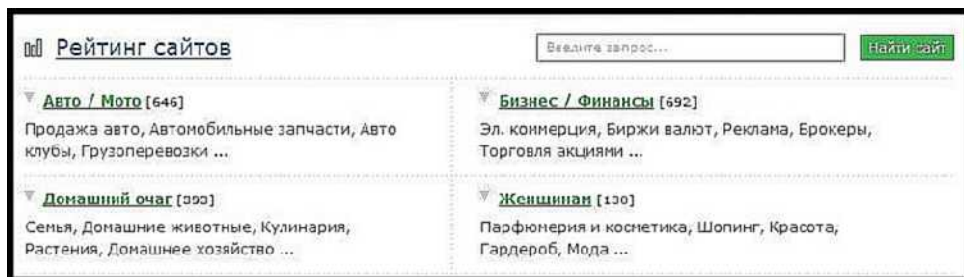 Рейтинг сайтов
Введите запрос...
Найти сайт
Авто / Мото [646]
Продажа авто, Автомобильные запчасти, Авто
клубы, Грузоперевозки ...
Бизнес / Финансы [692]
Эл. коммерция, Биржи валют, Реклама, Брокеры,
Торговля акциями ...
Домашний очаг [393]
Семья, Домашние животные, Кулинария,
Растения, Домашнее хозяйство ...
Женщинам [130]
Парфюмерия и косметика, Шопинг, Красота,
Гардероб, Мода ...